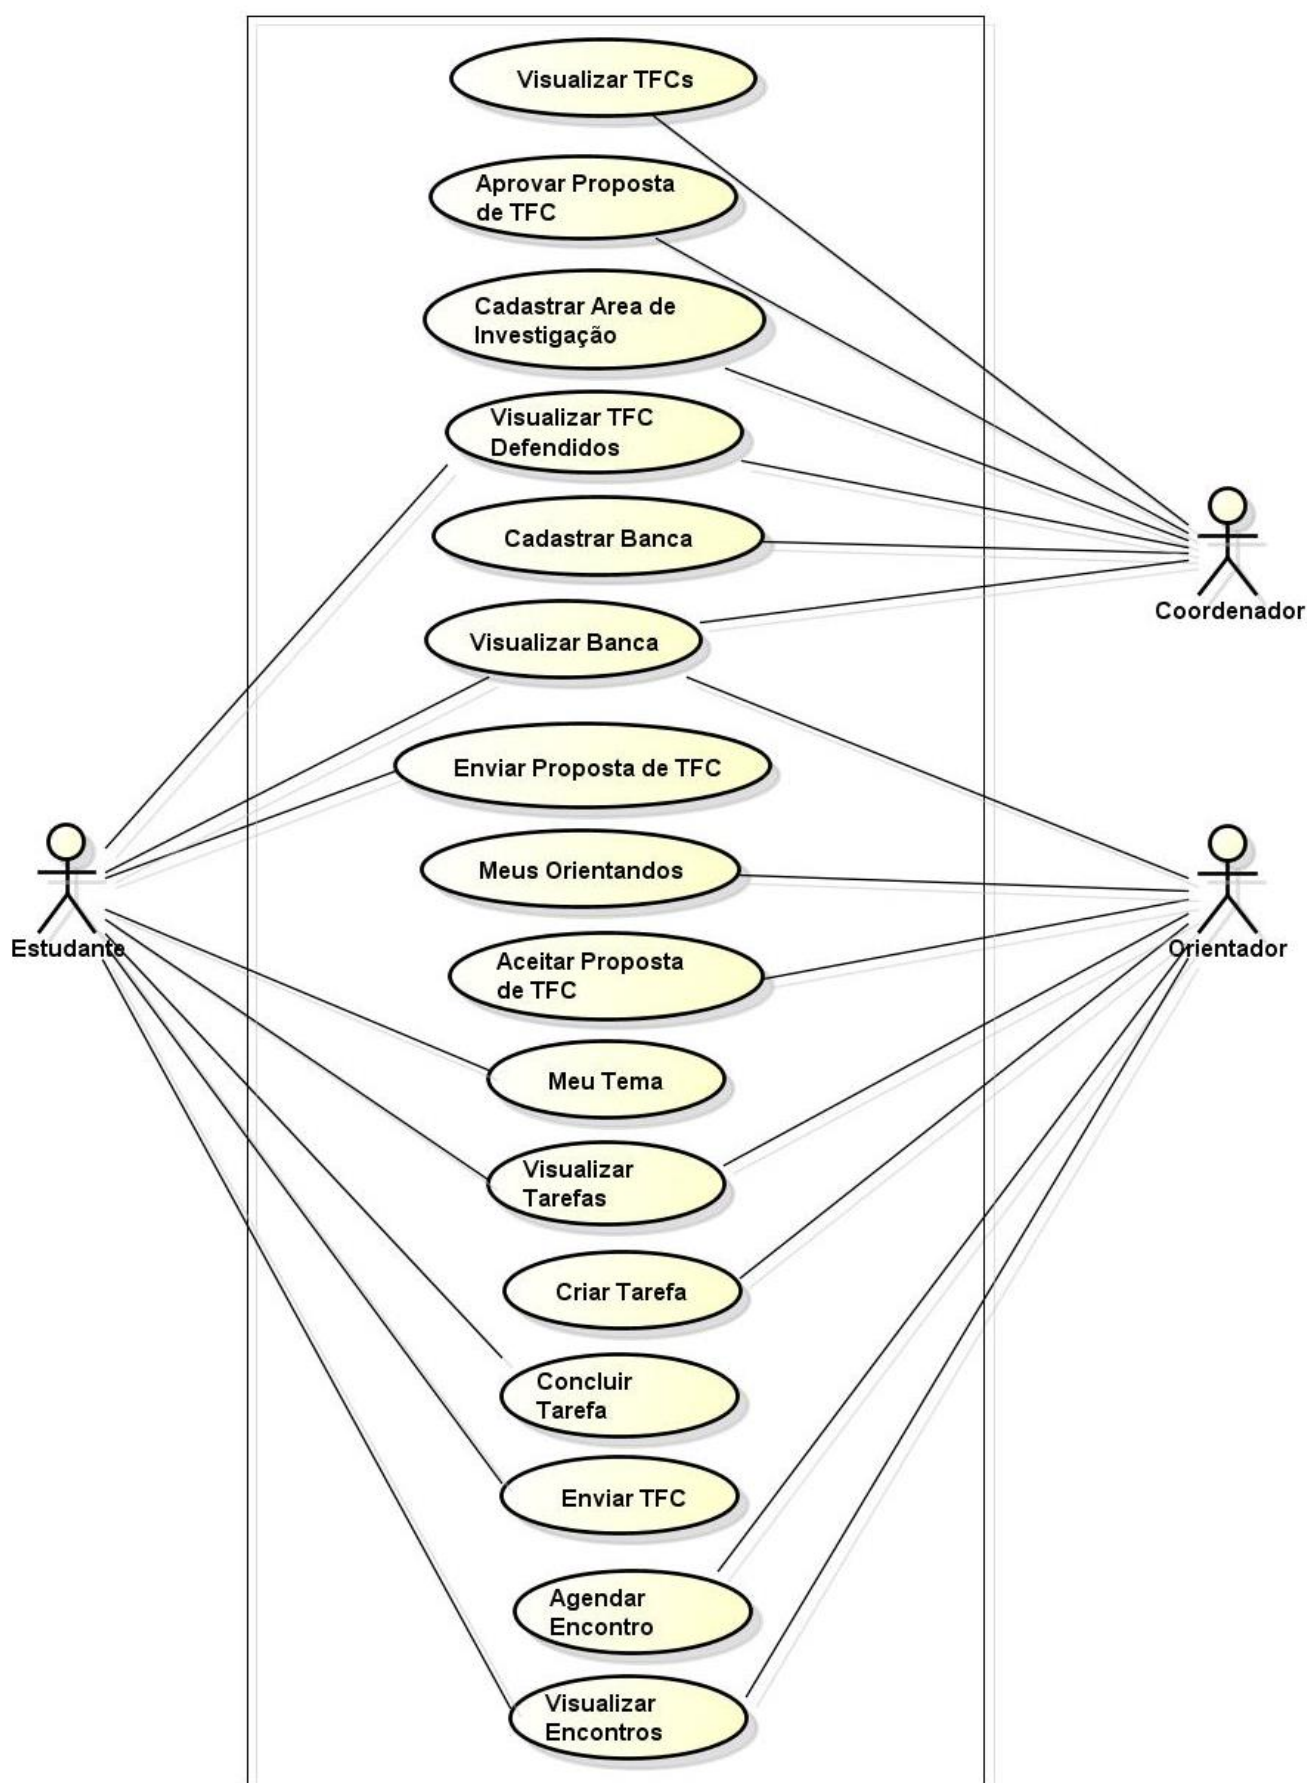 Visualizar TFCs
Aprovar Proposta
de TFC
Cadastrar Area de
Investigação
Visualizar TFC
Defendidos
Cadastrar Banca
Coordenador
Visualizar Banca
Enviar Proposta de TFC
Meus Orientandos
Estudante
Orientador
Aceitar Proposta
de TFC
Meu Tema
Visualizar
Tarefas
Criar Tarefa
Concluir
Tarefa
Enviar TFC
Agendar
Encontro
Visualizar
Encontros